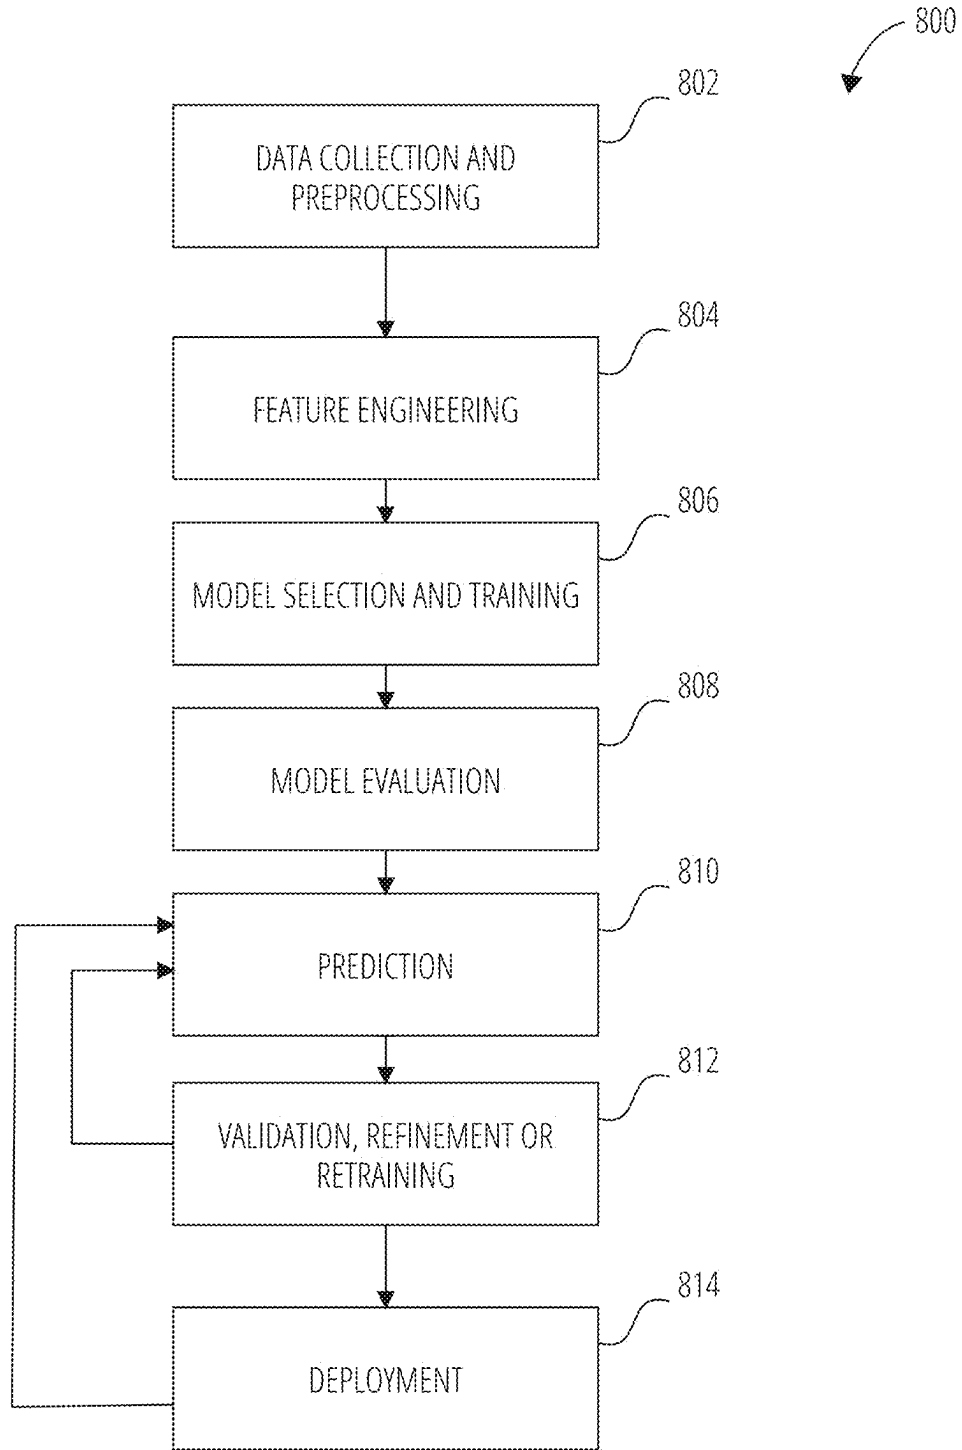 800
802
DATA COLLECTION AND
PREPROCESSING
804
FEATURE ENGINEERING
806
MODEL SELECTION AND TRAINING
808
MODEL EVALUATION
810
PREDICTION
812
VALIDATION, REFINEMENT OR
RETRAINING
814
DEPLOYMENT